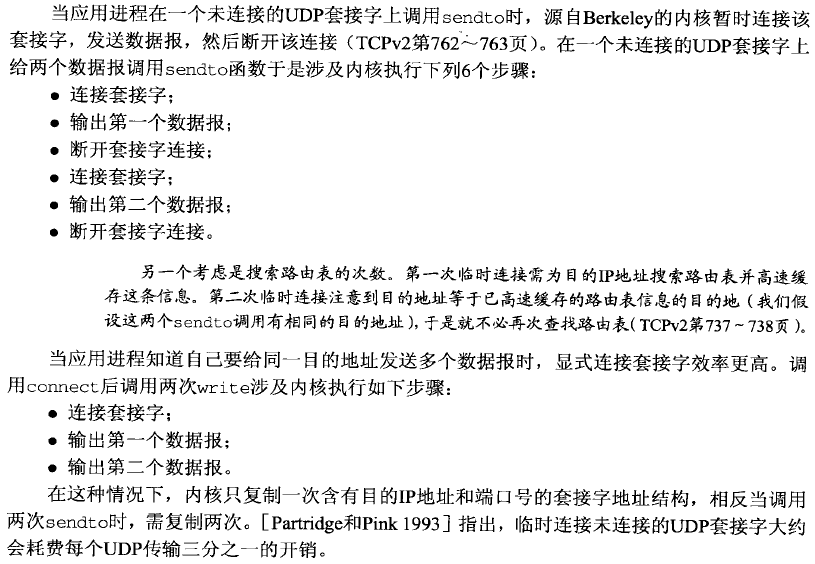 当应用进程在一个未连接的UDP套接字上调用sendto时，源自Berkeley的内核暂时连接该
套接字，发送数据报，然后断开该连接（TCPv2第762～763页）。在一个未连接的UDP套接字上
给两个数据报调用sendto函数于是涉及内核执行下列6个步骤：
● 连接套接字；
● 输出第一个数据报；
● 断开套接字连接；
● 连接套接字；
● 输出第二个数据报；
● 断开套接字连接。
另一个考虑是搜索路由表的次数。第一次临时连接需为目的IP地址搜索路由表并高速缓
存这条信息。第二次临时连接注意到目的地址等于已高速缓存的路由表信息的目的地（我们假
设这两个sendto调用有相同的目的地址），于是就不必再次查找路由表（TCPv2第737～738页）。
当应用进程知道自己要给同一目的地址发送多个数据报时，显式连接套接字效率更高。调
用connect后调用两次write涉及内核执行如下步骤：
● 连接套接字；
● 输出第一个数据报；
● 输出第二个数据报。
在这种情况下，内核只复制一次含有目的IP地址和端口号的套接字地址结构，相反当调用
两次sendto时，需复制两次。［Partridge和Pink 1993］指出，临时连接未连接的UDP套接字大约
会耗费每个UDP传输三分之一的开销。